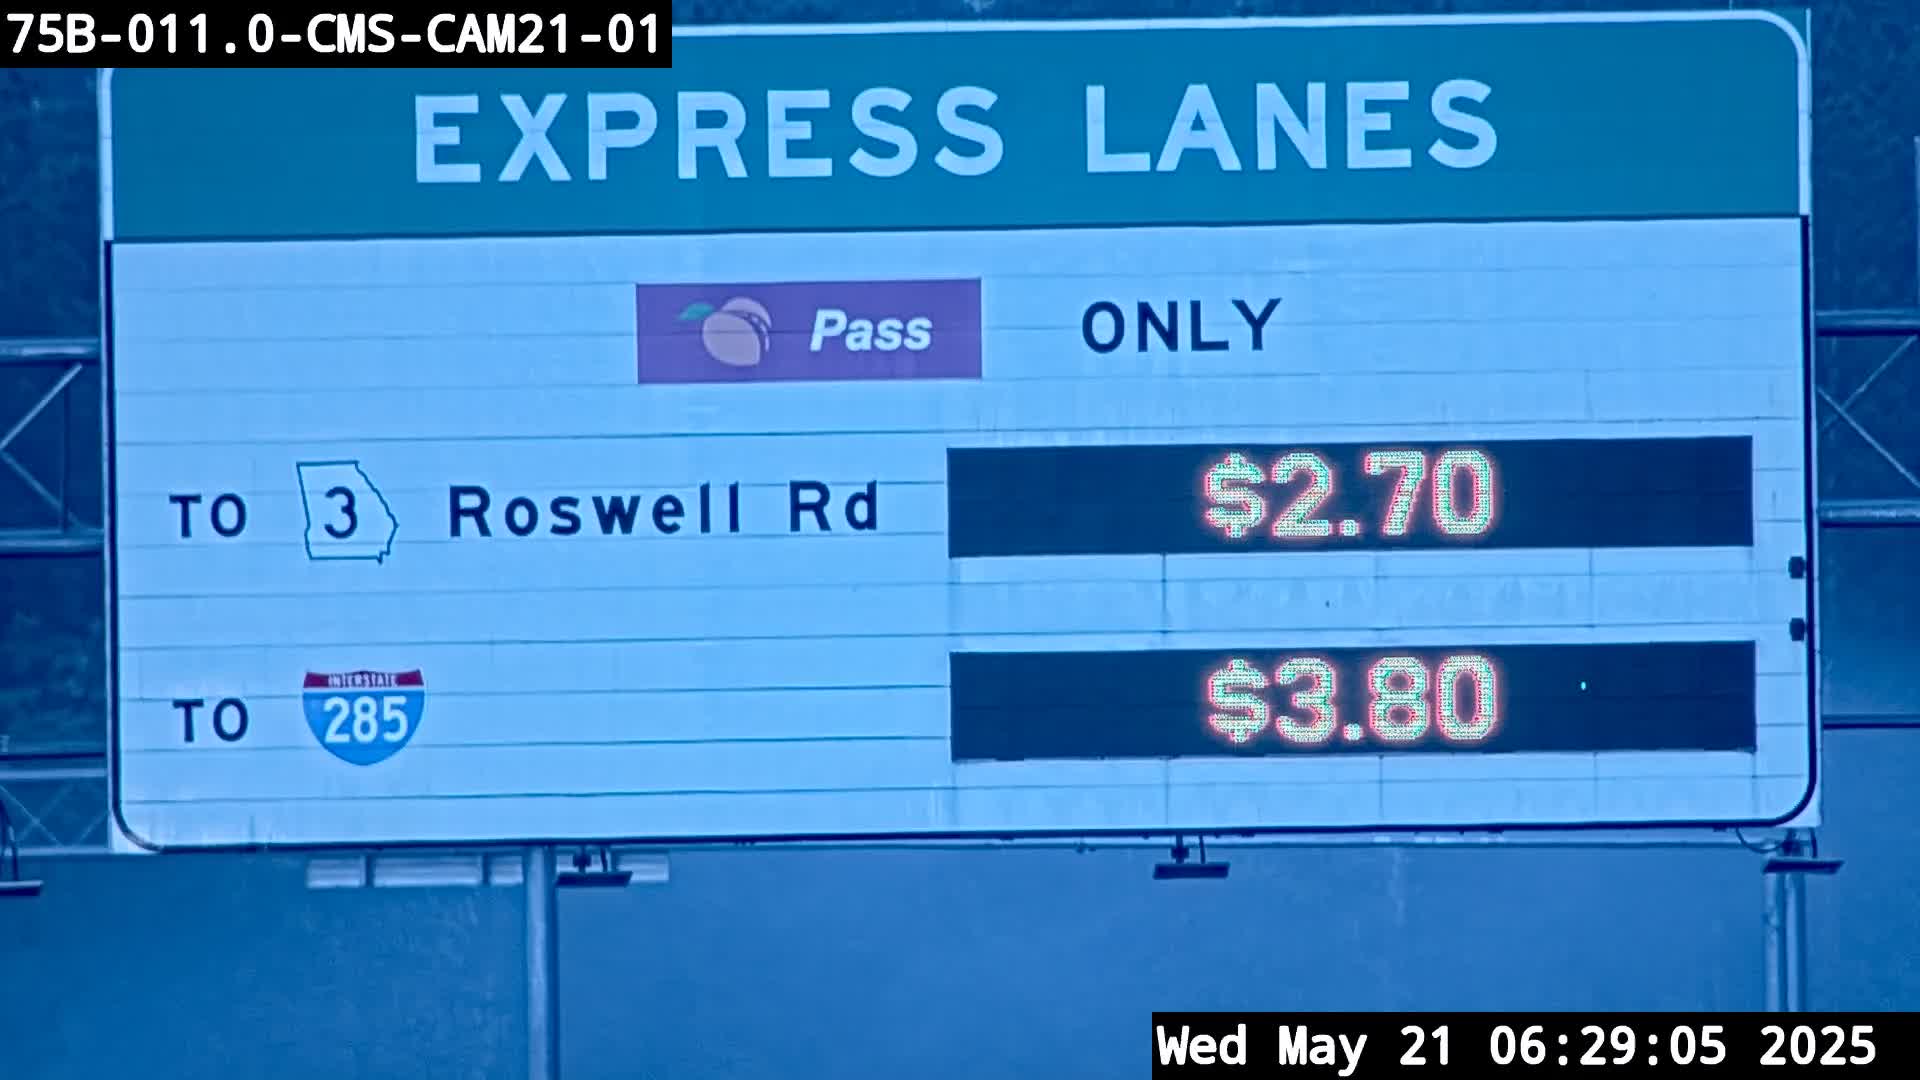 75B-011.0-CMS-CAM21-01
EXPRESS LANES
Pass ONLY
TO 3 Roswell Rd $2.70
TO INTERSTATE 285 $3.80
Wed May 21 06:29:05 2025